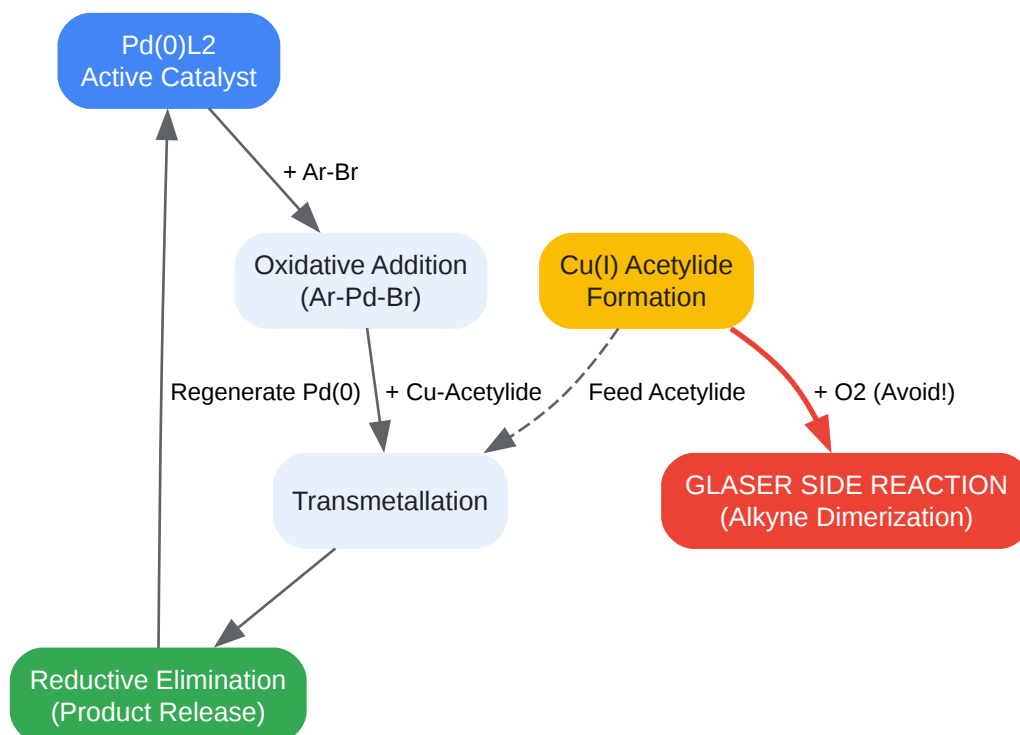 Pd(0)L2
Active Catalyst
+ Ar-Br
Oxidative Addition
(Ar-Pd-Br)
Cu(I) Acetylide
Formation
Regenerate Pd(0)
+ Cu-Acetylide
Feed Acetylide
+ O2 (Avoid!)
Transmetallation
GLASER SIDE REACTION
(Alkyne Dimerization)
Reductive Elimination
(Product Release)